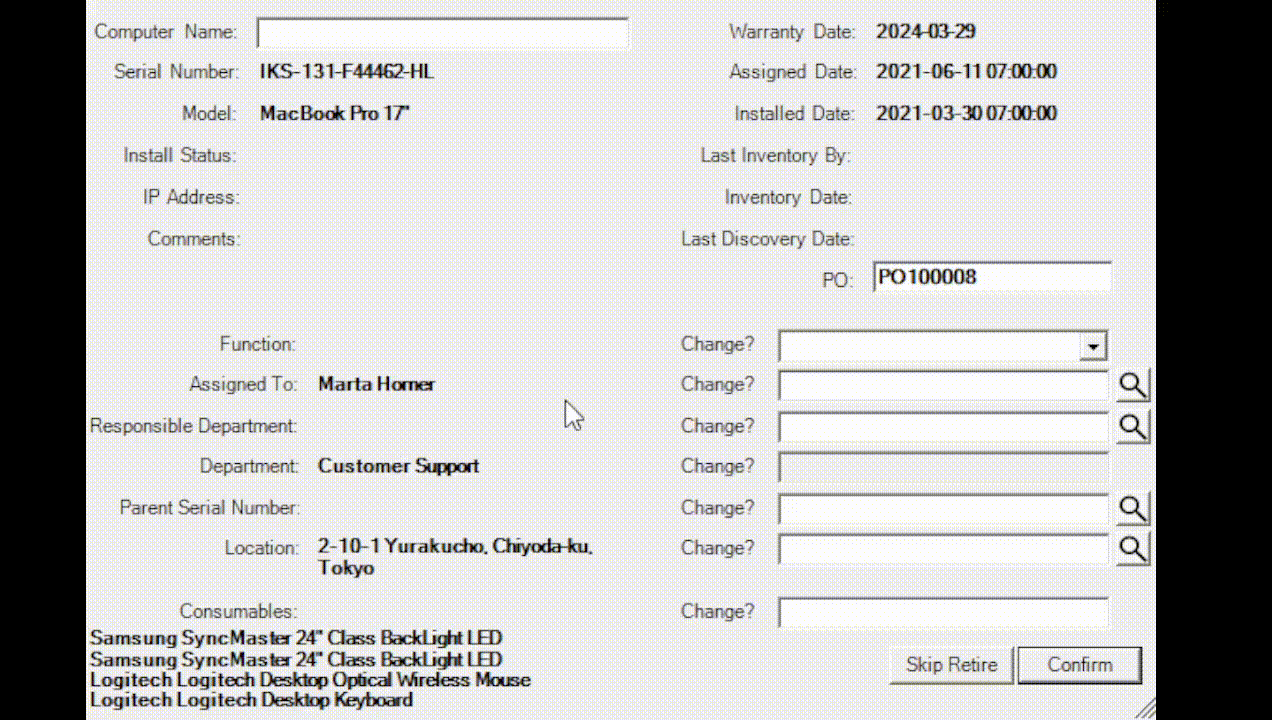 Computer Name:
Warranty Date: 2024-03-29
Serial Number: IKS-131-F44462-HL
Assigned Date: 2021-06-11 07:00:00
Model: MacBook Pro 17"
Installed Date: 2021-03-30 07:00:00
Install Status:
Last Inventory By:
IP Address:
Inventory Date:
Comments:
Last Discovery Date:
PO: PO100008
Function:
Change?
Assigned To: Marta Horner
Change?
Responsible Department:
Change?
Department: Customer Support
Change?
Parent Serial Number:
Change?
Location: 2-10-1 Yurakucho, Chiyoda-ku,
Tokyo
Change?
Consumables:
Change?
Samsung SyncMaster 24" Class BackLight LED
Samsung SyncMaster 24" Class BackLight LED
Logitech Logitech Desktop Optical Wireless Mouse
Logitech Logitech Desktop Keyboard
Skip Retire
Confirm